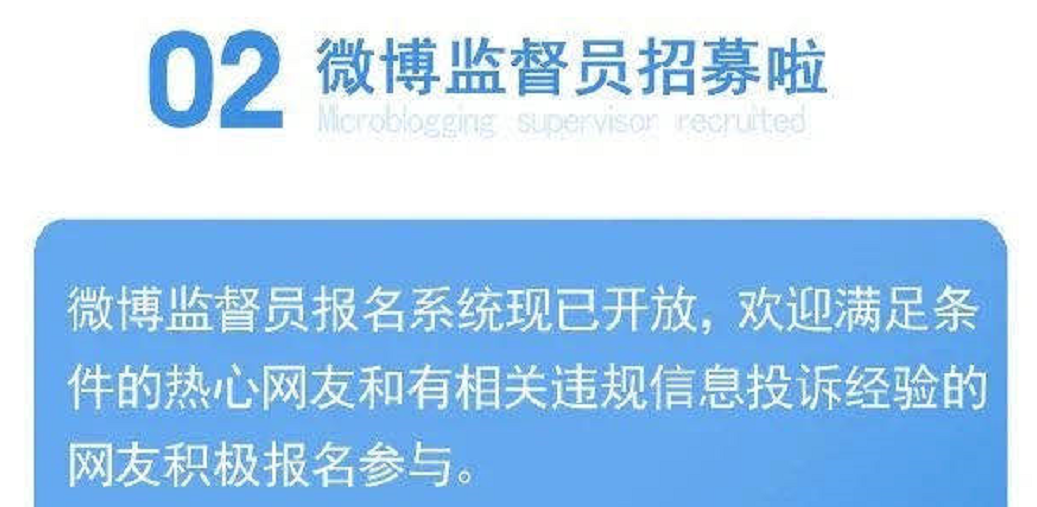 02
微博监督员招募啦
Microblogging supervisor recruited
微博监督员报名系统现已开放，欢迎满足条
件的热心网友和有相关违规信息投诉经验的
网友积极报名参与。